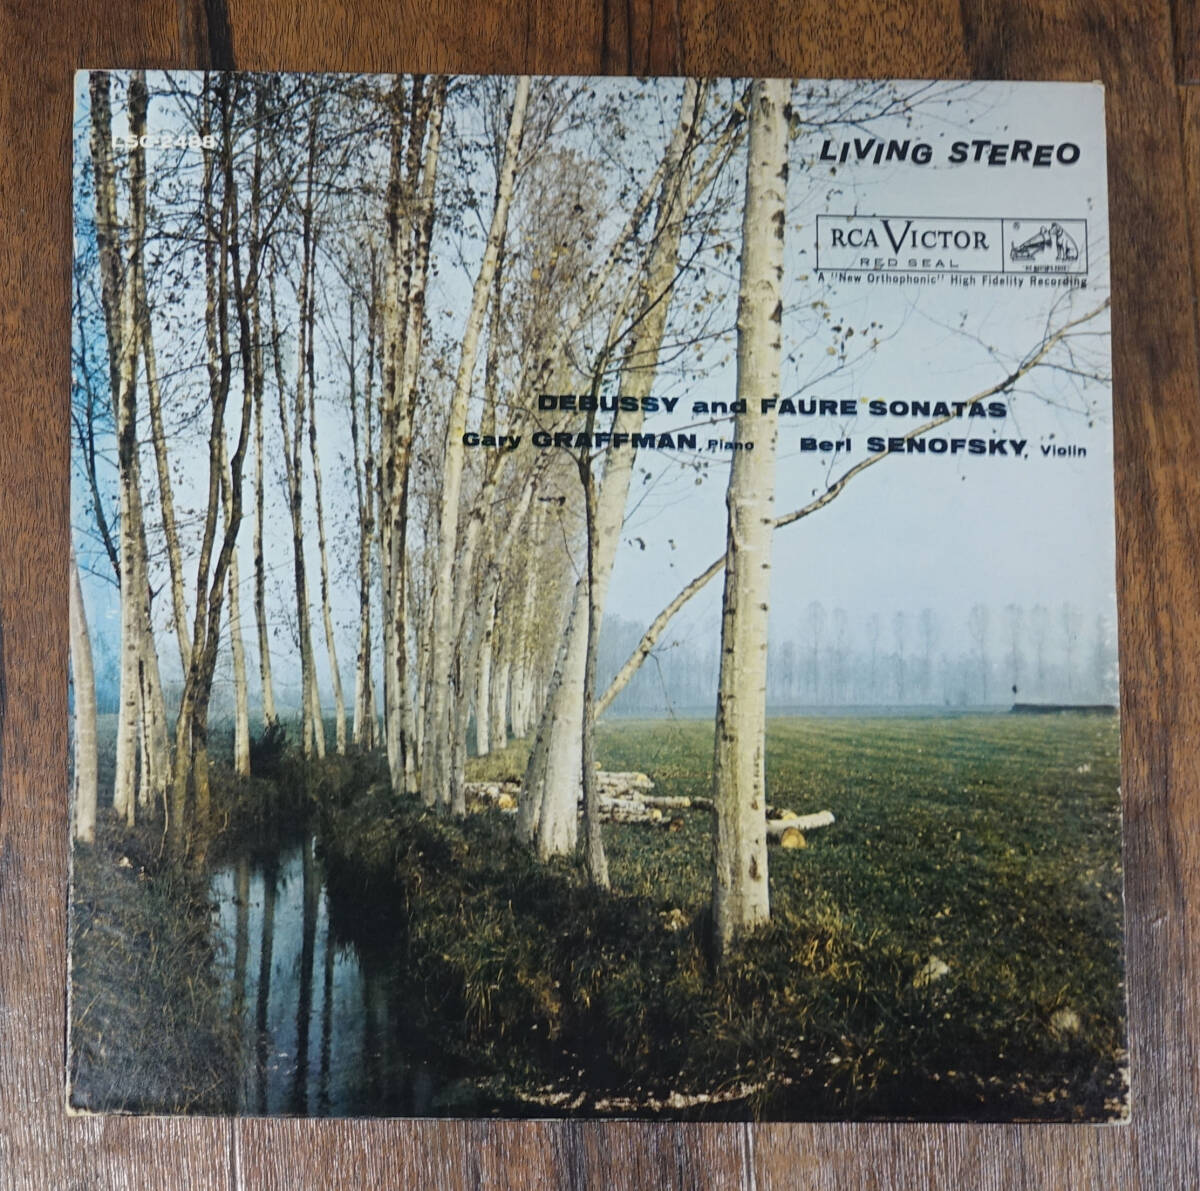 LSC-2488
LIVING STEREO
RCA VICTOR
RED SEAL
A "New Orthophonic" High Fidelity Recording
DEBUSSY and FAURE SONATAS
Gary GRAFFMAN, Piano Berl SENOFSKY, Violin